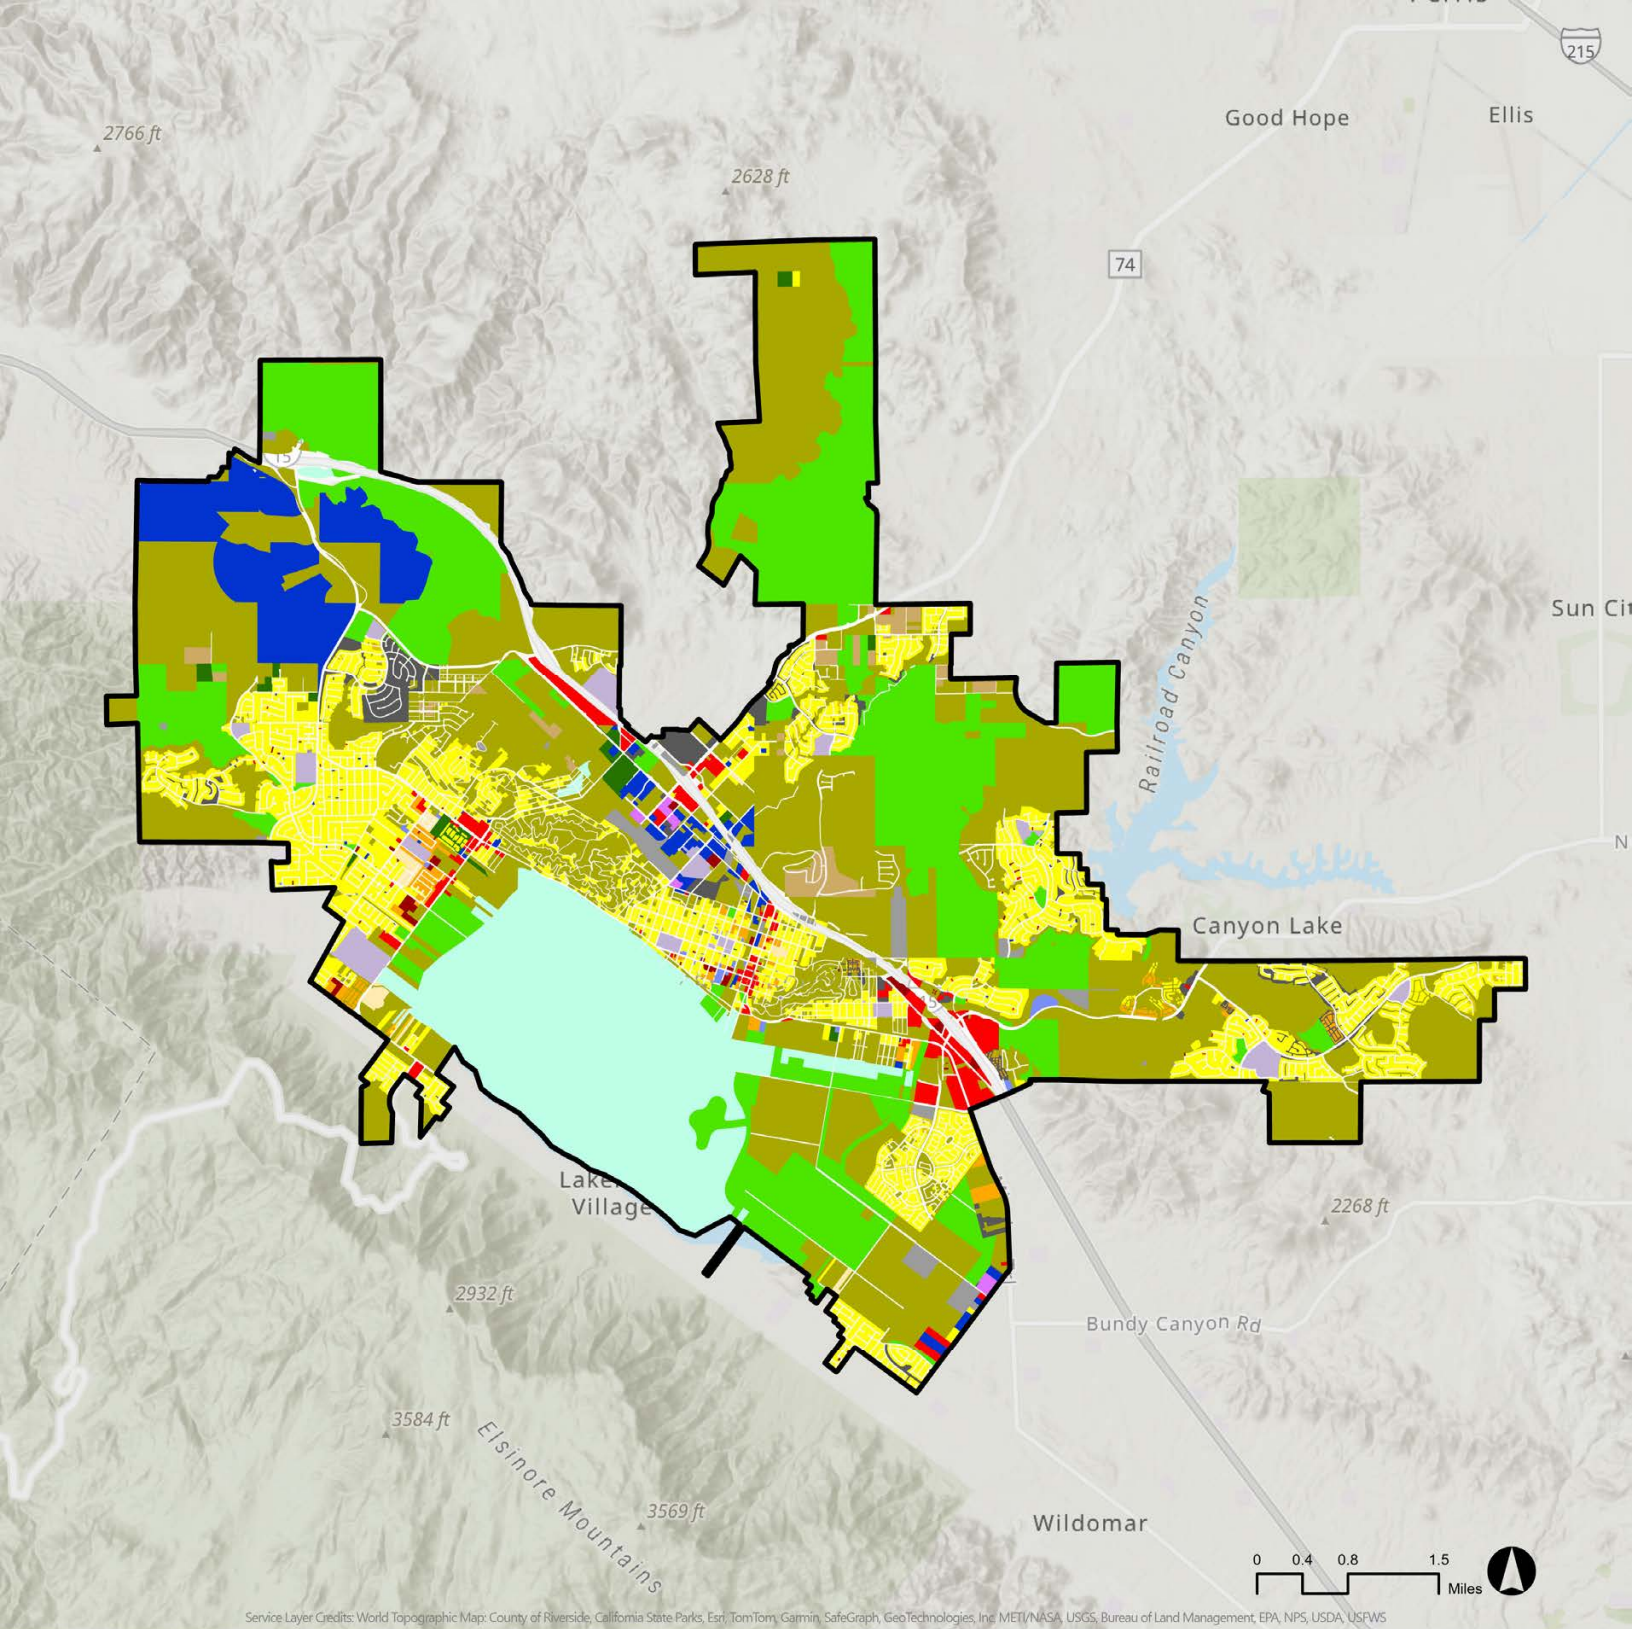 215
Good Hope
Ellis
2766 ft
2628 ft
74
15
Railroad Canyon
Canyon Lake
15
Village
2268 ft
2932 ft
Bundy Canyon Rd
3584 ft
Elsinore Mountains
3569 ft
Wildomar
0 0.4 0.8 1.5
Miles
Service Layer Credits: World Topographic Map: County of Riverside, California State Parks, Esri, TomTom, Garmin, SafeGraph, GeoTechnologies, Inc, METI/NASA, USGS, Bureau of Land Management, EPA, NPS, USDA, USFWS